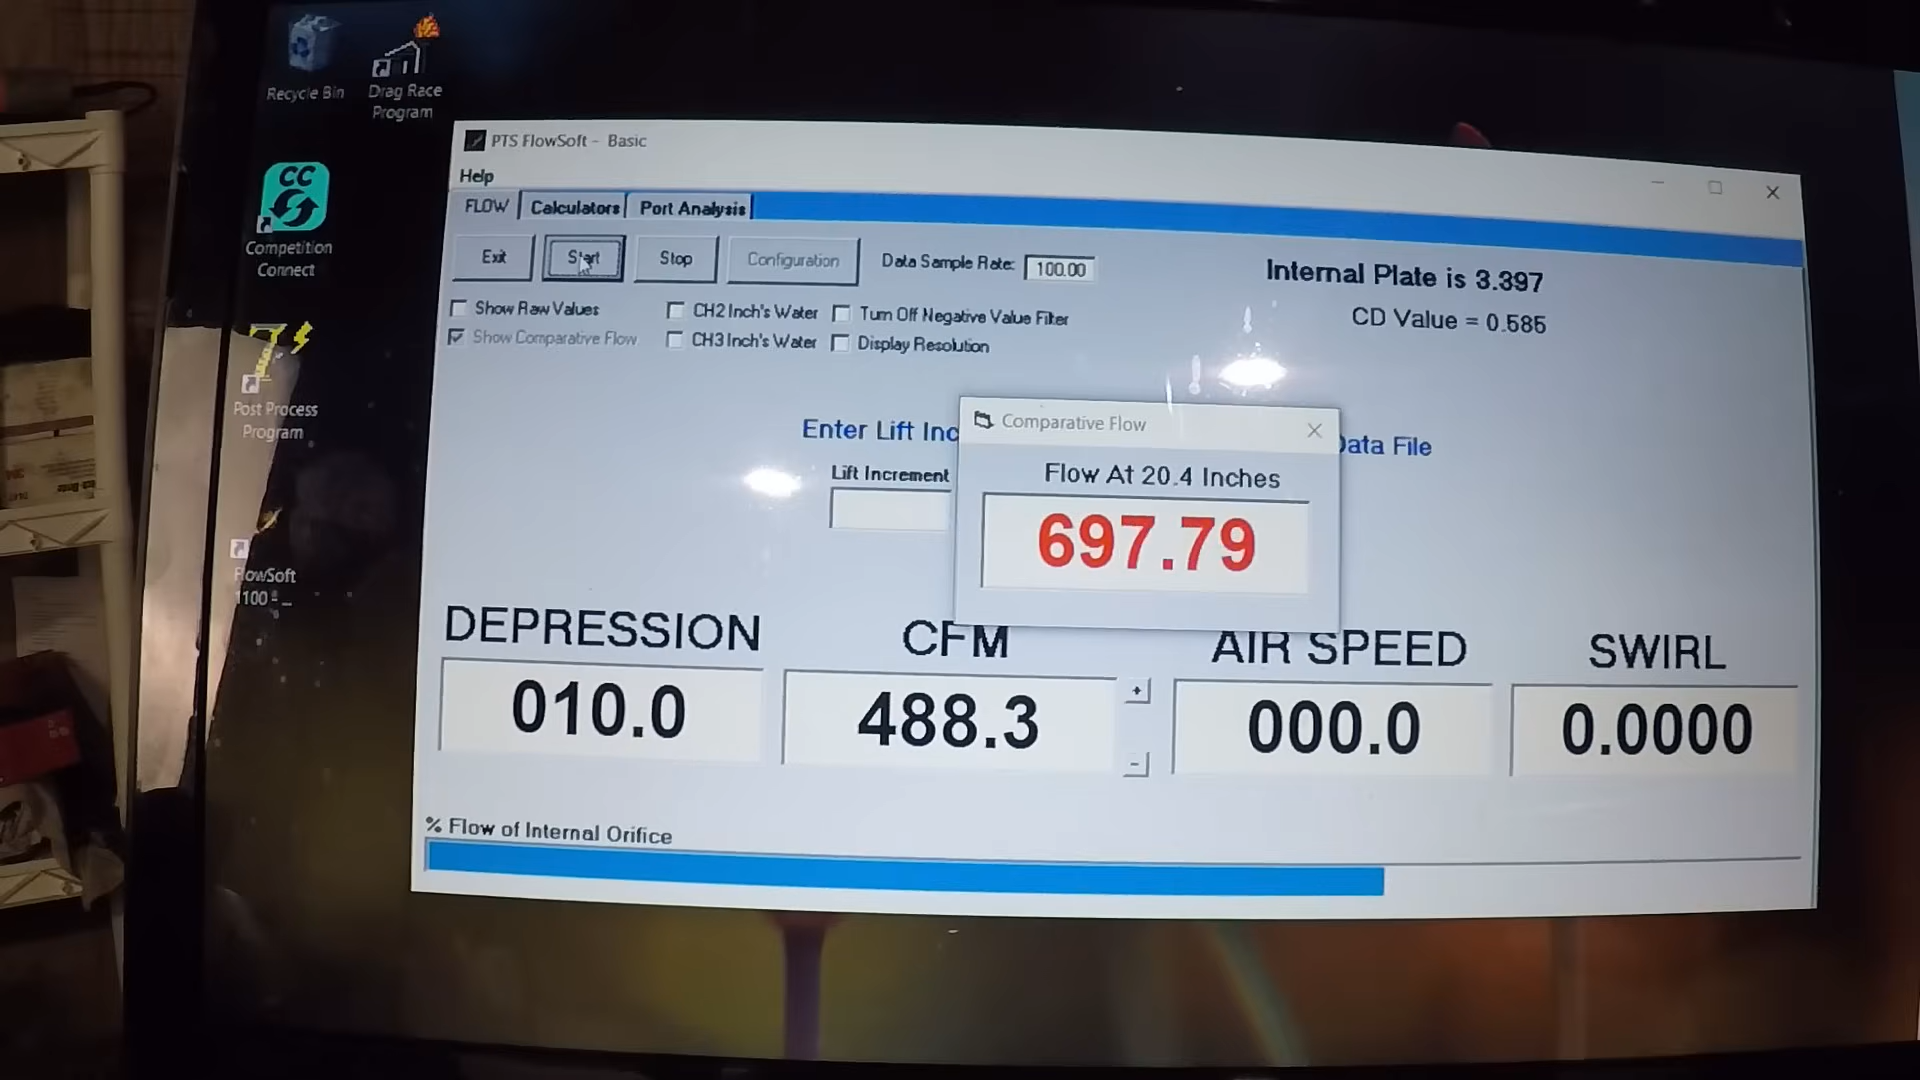 Recycle Bin
Drag Race
Program
CC
Competition
Connect
Post Process
Program
FlowSoft
1100 - _
PTS FlowSoft - Basic
Help
FLOW
Calculators
Port Analysis
Exit
Start
Stop
Configuration
Data Sample Rate: 100.00
Internal Plate is 3.397
CD Value = 0.585
Show Raw Values
CH2 Inch's Water
Turn Off Negative Value Filter
Show Comparative Flow
CH3 Inch's Water
Display Resolution
Enter Lift Inc
Data File
Lift Increment
Comparative Flow
Flow At 20.4 Inches
697.79
DEPRESSION
CFM
AIR SPEED
SWIRL
010.0
488.3
+
-
000.0
0.0000
% Flow of Internal Orifice